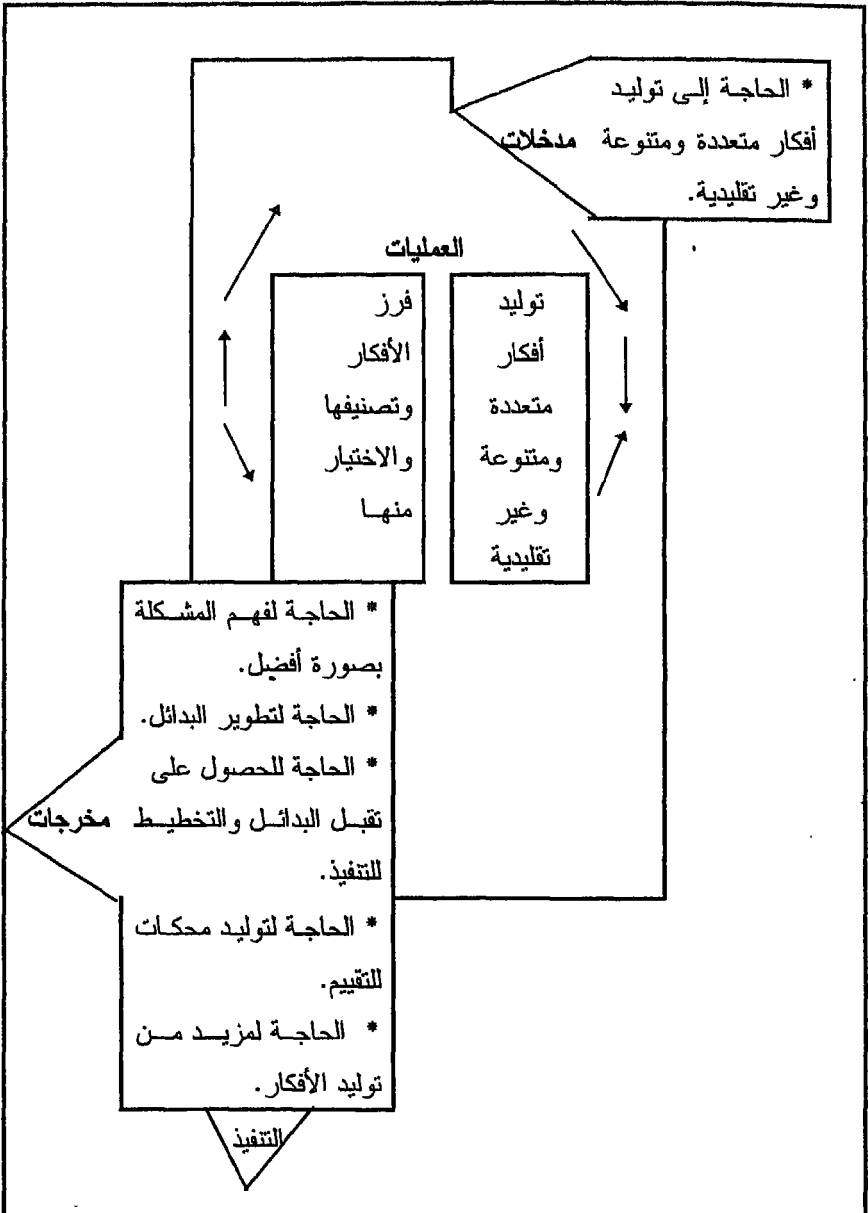 * الحاجة إلى توليد
أفكار متعددة ومتنوعة مدخلات
وغير تقليدية.
العمليات
توليد
أفكار
متعددة
ومتنوعة
وغير
تقليدية
فرز
الأفكار
وتصنيفها
والاختيار
منها
* الحاجة لفهم المشكلة
بصورة أفضل.
* الحاجة لتطوير البدائل.
* الحاجة للحصول على
تقبل البدائل والتخطيط مخرجات
للتنفيذ.
* الحاجة لتوليد محكات
للتقييم.
* الحاجة لمزيد من
توليد الأفكار.
التنفيذ